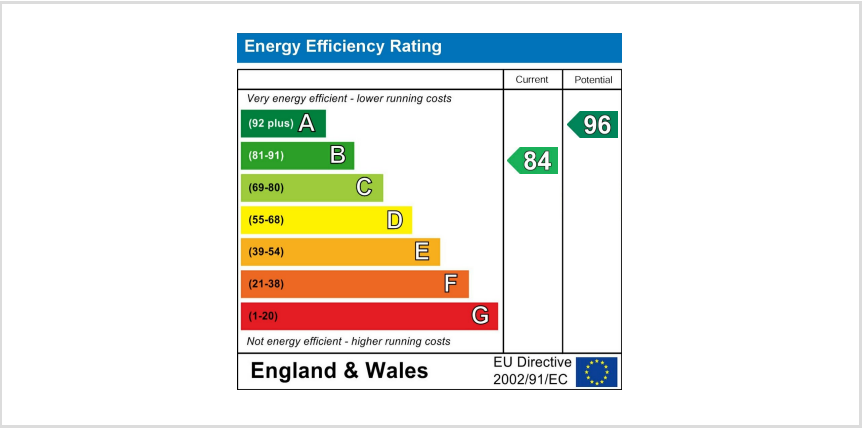 Energy Efficiency Rating
Current Potential
Very energy efficient - lower running costs
(92 plus) A 96
(81-91) B 84
(69-80) C
(55-68) D
(39-54) E
(21-38) F
(1-20) G
Not energy efficient - higher running costs
England & Wales
EU Directive
2002/91/EC